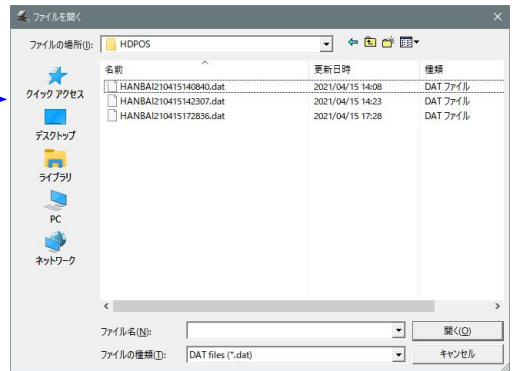 ファイルを開く
ファイルの場所(I): HDPOS
名前 更新日時 種類
HANBAI210415140840.dat 2021/04/15 14:08 DAT ファイル
HANBAI210415142307.dat 2021/04/15 14:23 DAT ファイル
HANBAI210415172836.dat 2021/04/15 17:28 DAT ファイル
クイック アクセス
デスクトップ
ライブラリ
PC
ネットワーク
ファイル名(N): 開く(O)
ファイルの種類(T): DAT files (*.dat) キャンセル